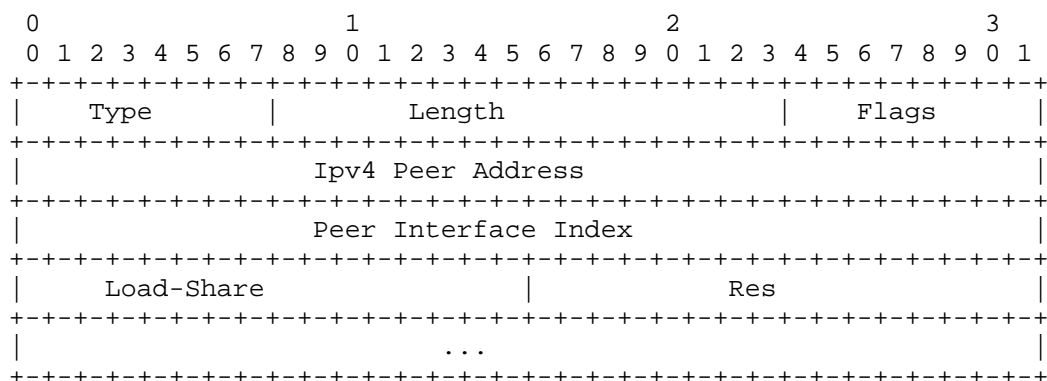 0                   1                   2                   3
 0 1 2 3 4 5 6 7 8 9 0 1 2 3 4 5 6 7 8 9 0 1 2 3 4 5 6 7 8 9 0 1
+-+-+-+-+-+-+-+-+-+-+-+-+-+-+-+-+-+-+-+-+-+-+-+-+-+-+-+-+-+-+-+-+
|    Type       |        Length                 |    Flags      |
+-+-+-+-+-+-+-+-+-+-+-+-+-+-+-+-+-+-+-+-+-+-+-+-+-+-+-+-+-+-+-+-+
|                  Ipv4 Peer Address                            |
+-+-+-+-+-+-+-+-+-+-+-+-+-+-+-+-+-+-+-+-+-+-+-+-+-+-+-+-+-+-+-+-+
|                  Peer Interface Index                         |
+-+-+-+-+-+-+-+-+-+-+-+-+-+-+-+-+-+-+-+-+-+-+-+-+-+-+-+-+-+-+-+-+
|     Load-Share                |            Res                |
+-+-+-+-+-+-+-+-+-+-+-+-+-+-+-+-+-+-+-+-+-+-+-+-+-+-+-+-+-+-+-+-+
|                          ...                                  |
+-+-+-+-+-+-+-+-+-+-+-+-+-+-+-+-+-+-+-+-+-+-+-+-+-+-+-+-+-+-+-+-+